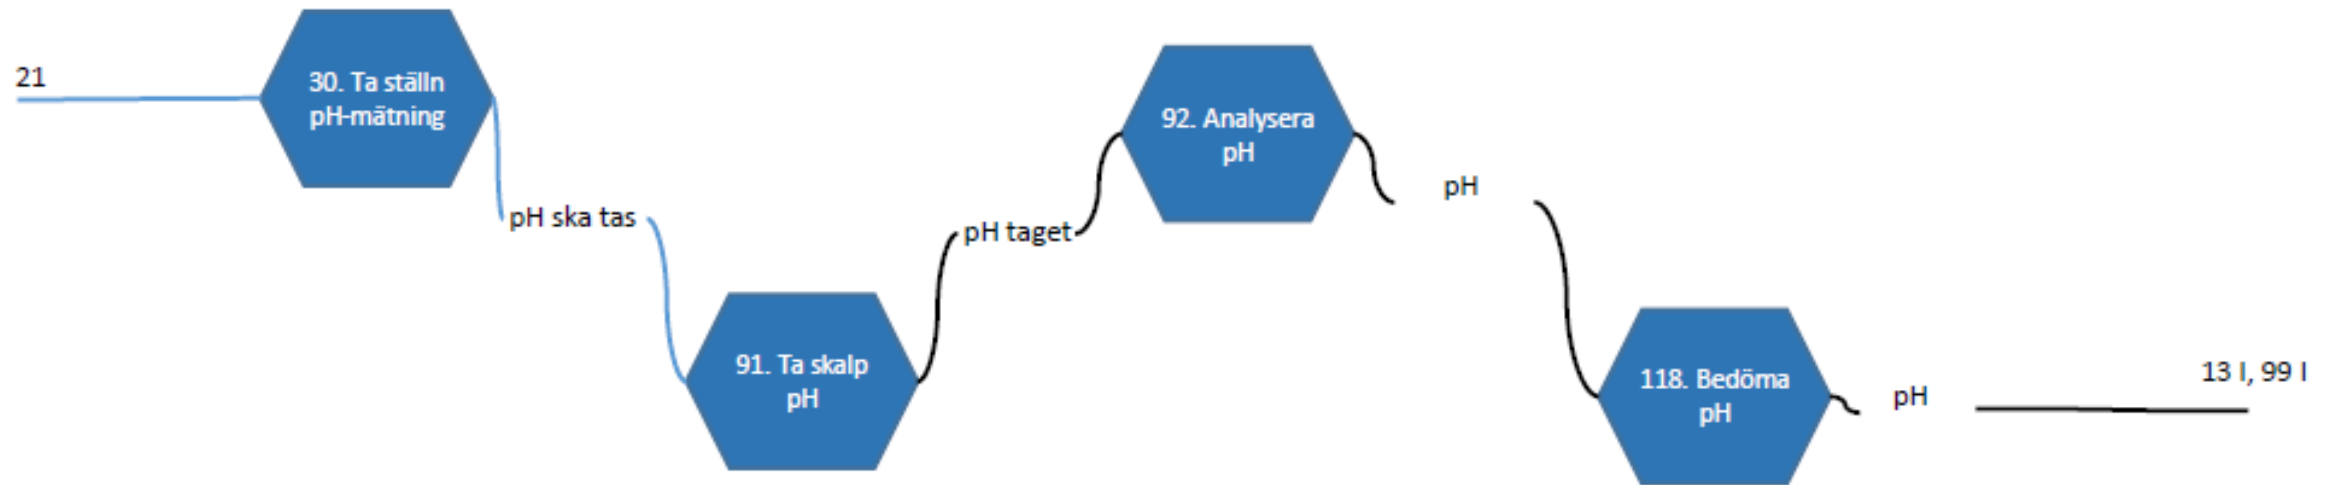 21
30. Ta ställn
pH-mätning
pH ska tas
91. Ta skalp
pH
pH taget
92. Analysera
pH
pH
118. Bedöma
pH
pH
13 I, 99 I